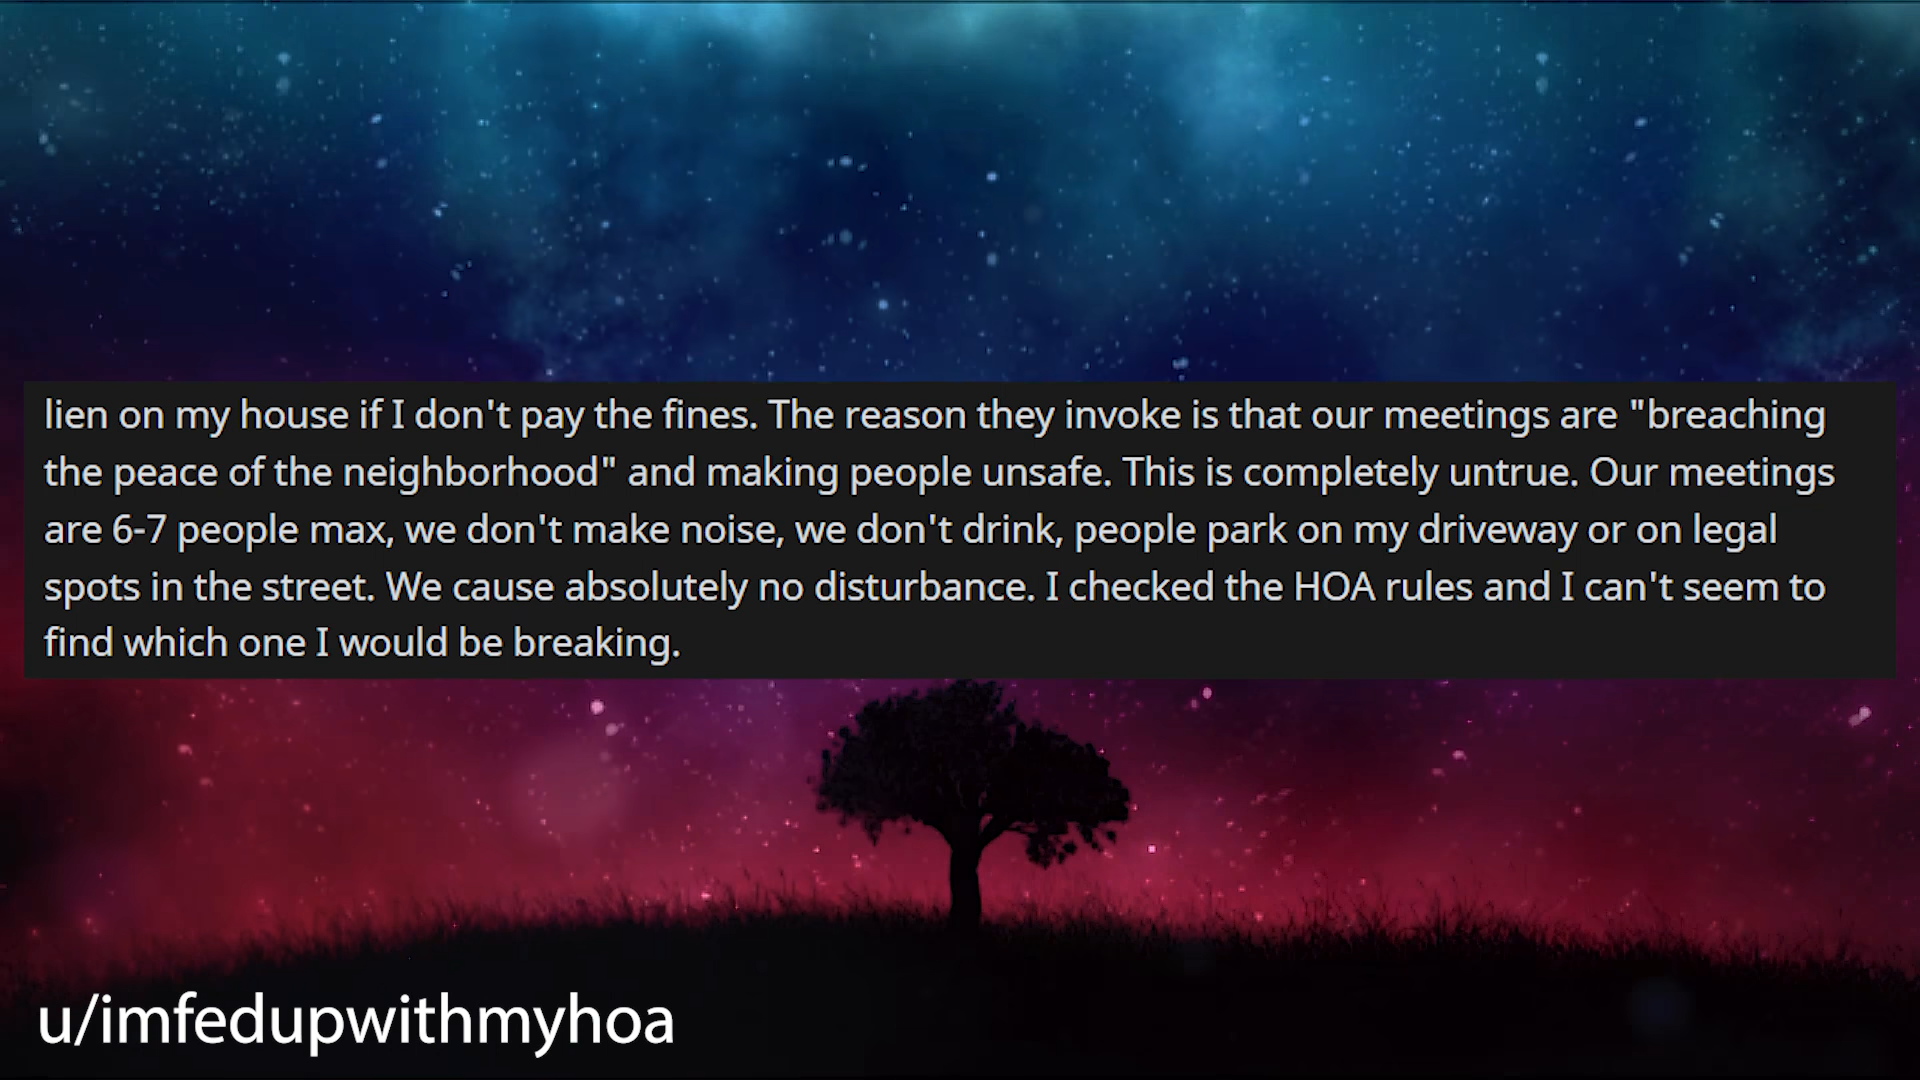 lien on my house if I don't pay the fines. The reason they invoke is that our meetings are "breaching
the peace of the neighborhood" and making people unsafe. This is completely untrue. Our meetings
are 6-7 people max, we don't make noise, we don't drink, people park on my driveway or on legal
spots in the street. We cause absolutely no disturbance. I checked the HOA rules and I can't seem to
find which one I would be breaking.
u/imfedupwithmyhoa